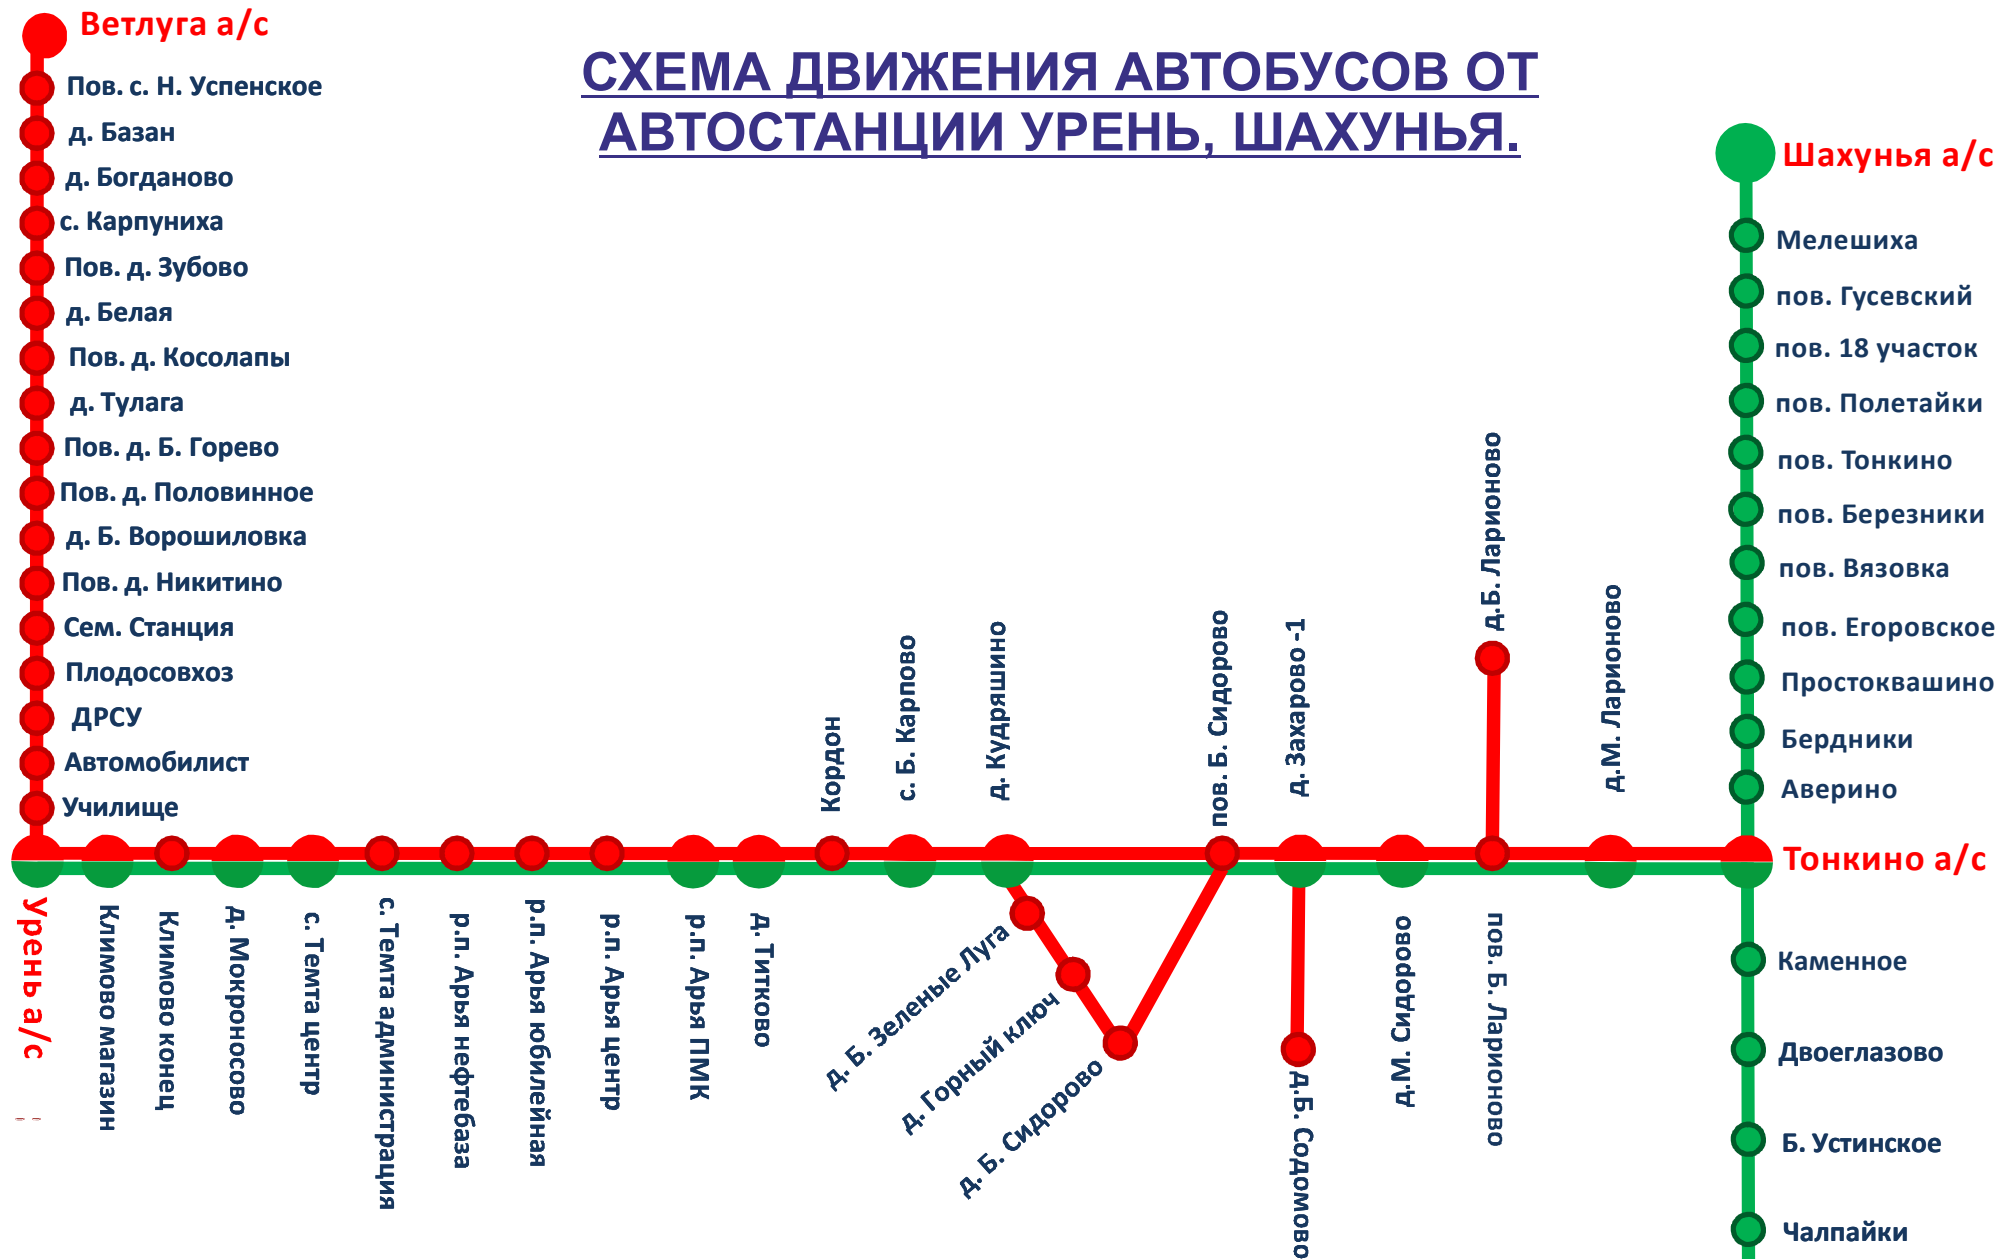 СХЕМА ДВИЖЕНИЯ АВТОБУСОВ ОТ
АВТОСТАНЦИИ УРЕНЬ, ШАХУНЬЯ.
Ветлуга а/с
Пов. с. Н. Успенское
д. Базан
д. Богданово
с. Карпуниха
Пов. д. Зубово
д. Белая
Пов. д. Косолапы
д. Тулага
Пов. д. Б. Горево
Пов. д. Половинное
д. Б. Ворошиловка
Пов. д. Никитино
Сем. Станция
Плодосовхоз
ДРСУ
Автомобилист
Училище
Урень а/с
Климово магазин
Климово конец
д. Мокроносово
с. Темта центр
с. Темта администрация
р.п. Арья нефтебаза
р.п. Арья юбилейная
р.п. Арья центр
р.п. Арья ПМК
д. Титково
Кордон
с. Б. Карпово
д. Кудряшино
д. Б. Зеленые Луга
д. Горный ключ
д. Б. Сидорово
пов. Б. Сидорово
д. Захарово -1
д.Б. Содомово
д.М. Сидорово
д.Б. Ларионово
пов. Б. Ларионово
д.М. Ларионово
Шахунья а/с
Мелешиха
пов. Гусевский
пов. 18 участок
пов. Полетайки
пов. Тонкино
пов. Березники
пов. Вязовка
пов. Егоровское
Простоквашино
Бердники
Аверино
Тонкино а/с
Каменное
Двоеглазово
Б. Устинское
Чалпайки